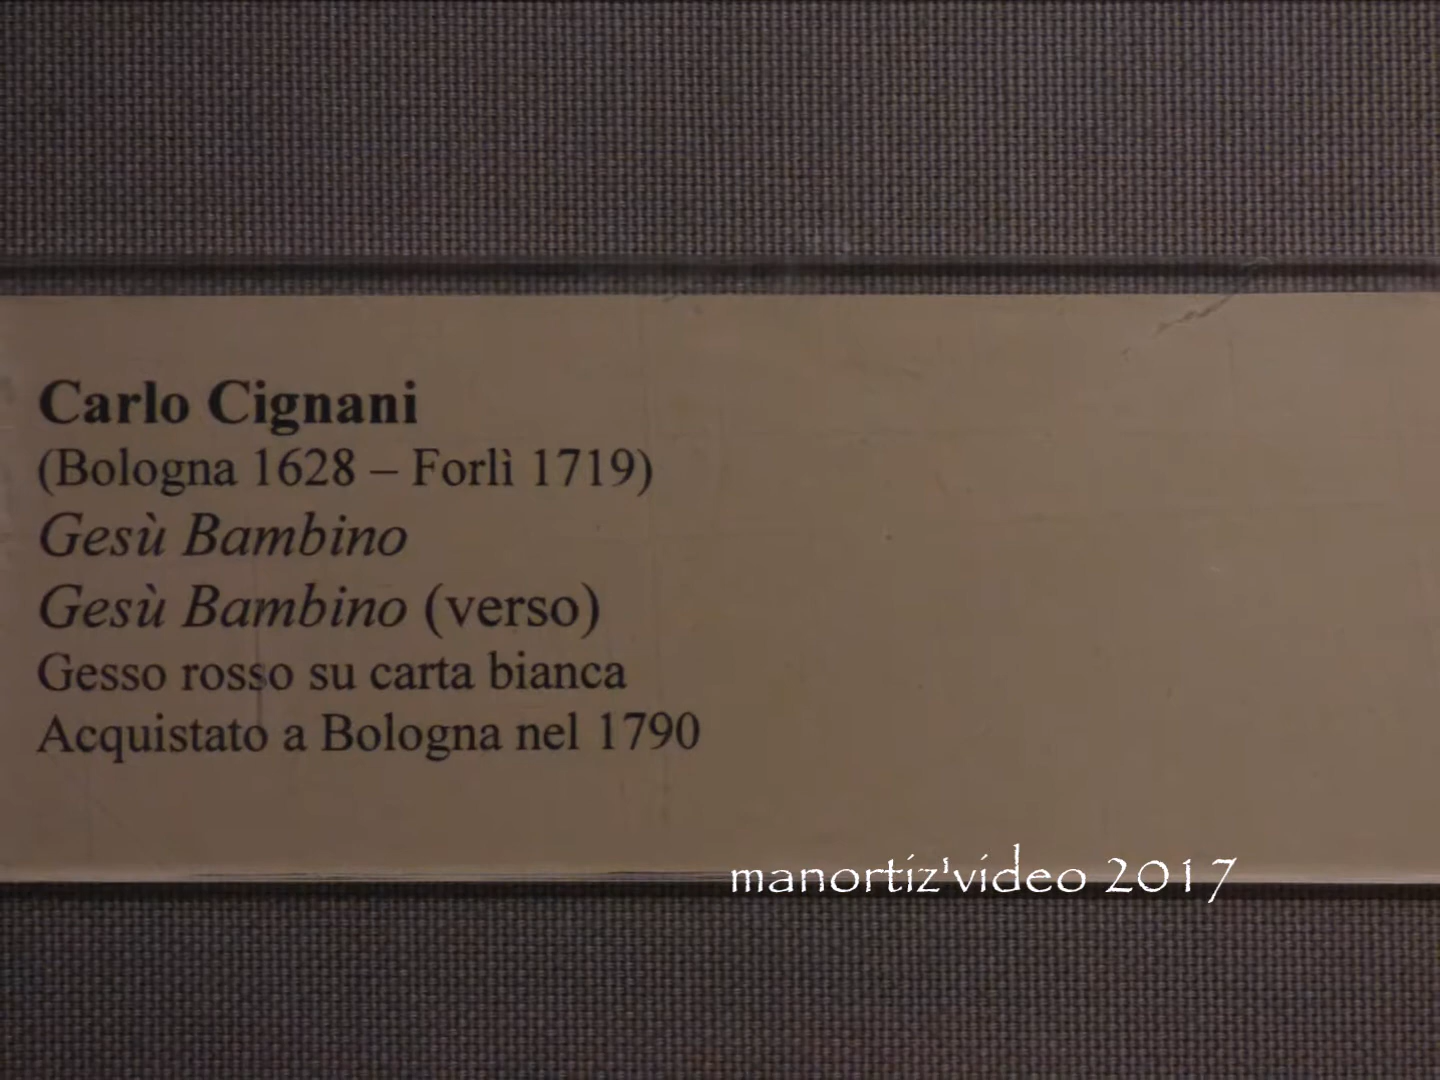 Carlo Cignani
(Bologna 1628 – Forlì 1719)
Gesù Bambino
Gesù Bambino (verso)
Gesso rosso su carta bianca
Acquistato a Bologna nel 1790
manortiz'video 2017